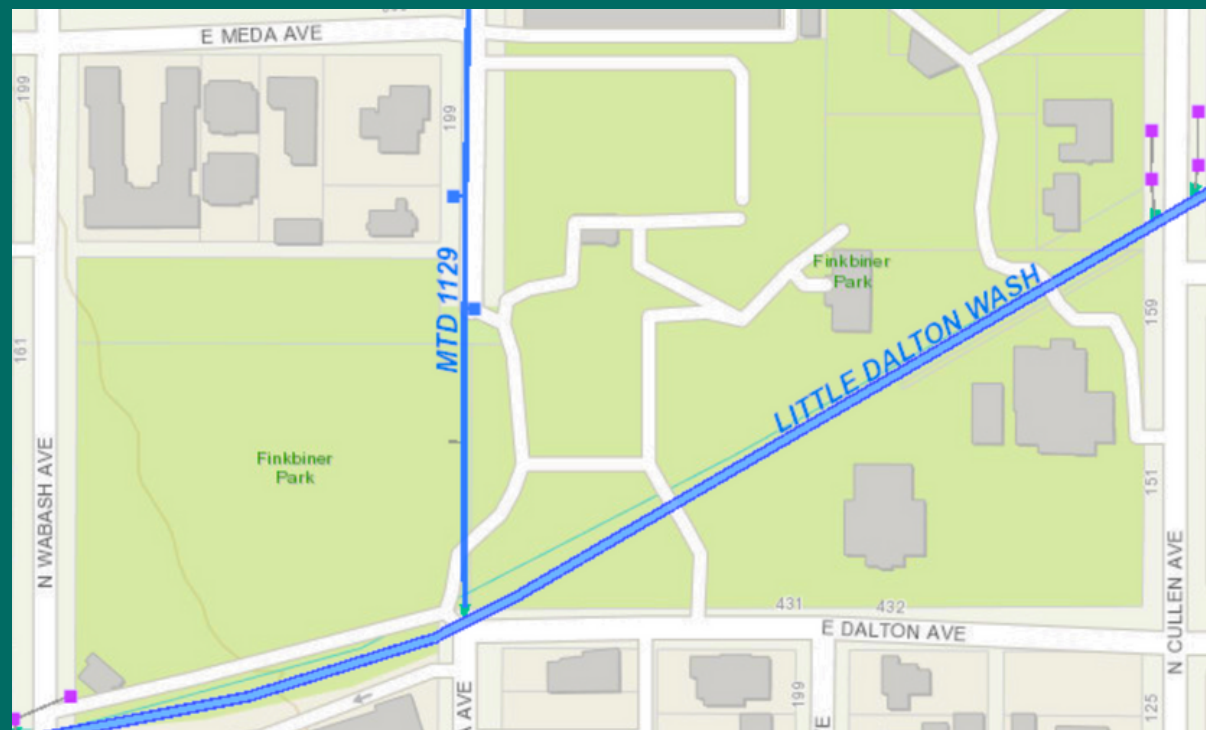 E MEDA AVE
199
199
MTD 1129
Finkbiner
Park
LITTLE DALTON WASH
159
161
Finkbiner
Park
N WABASH AVE
151
N CULLEN AVE
431
432
E DALTON AVE
A AVE
199
E
125